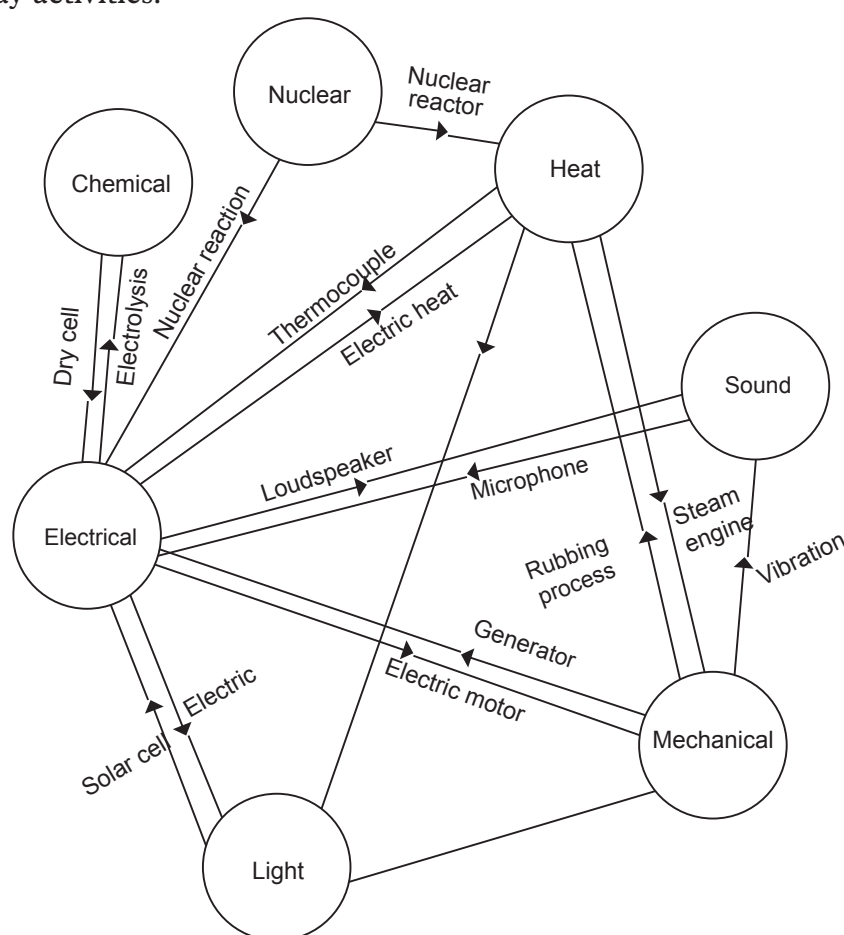 activities.
Nuclear
Nuclear
reactor
Heat
Chemical
Nuclear reaction
Thermocouple
Electric heat
Dry cell
Electrolysis
Sound
Loudspeaker
Microphone
Electrical
Steam
engine
Rubbing
process
Vibration
Generator
Electric motor
Electric
Solar cell
Mechanical
Light